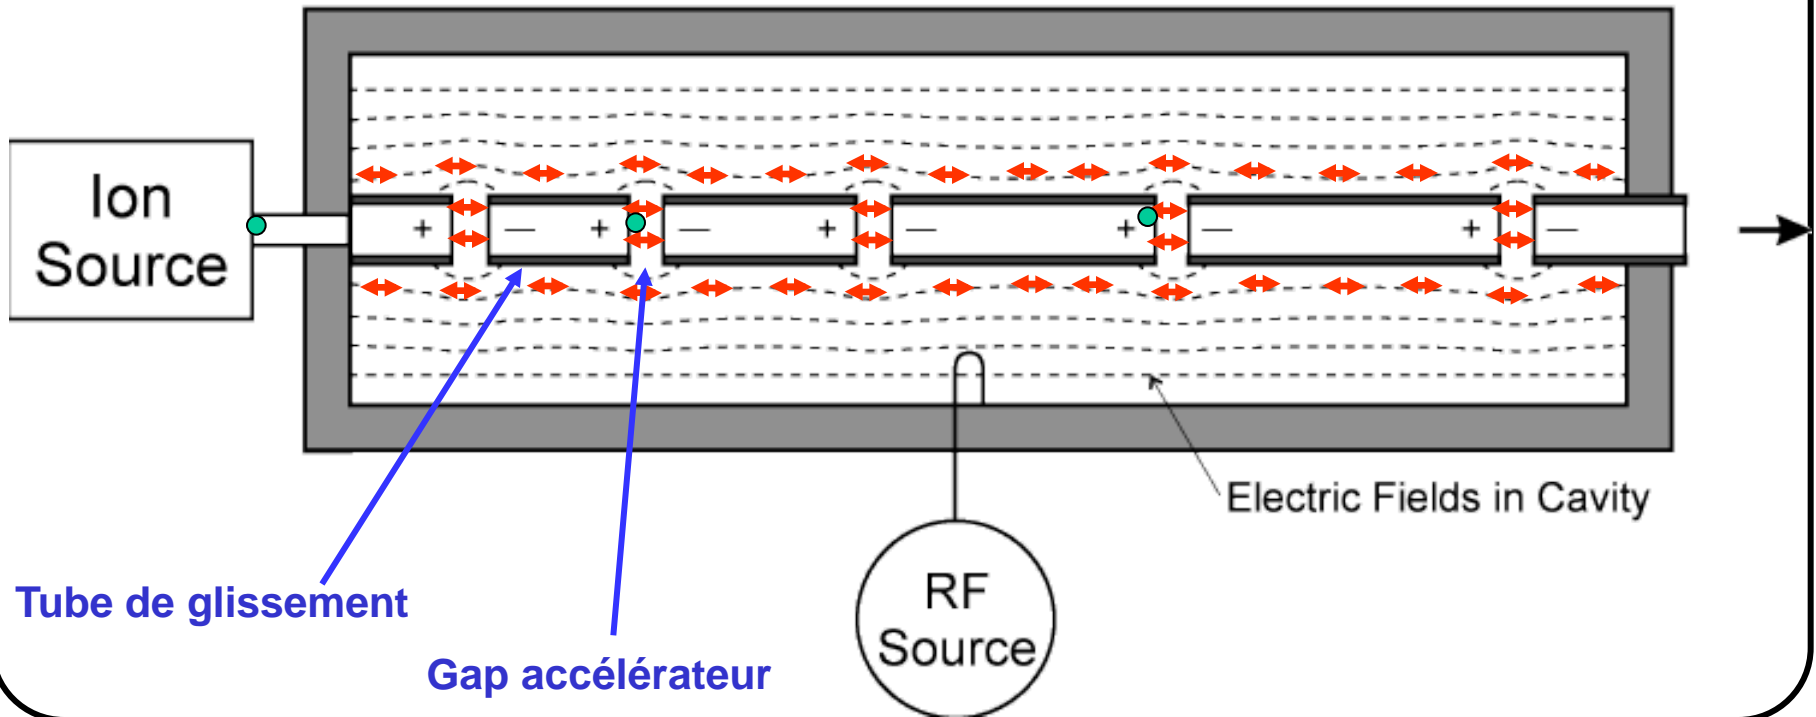 Ion
Source
+ — + — + — + — + —
Electric Fields in Cavity
RF
Source
Tube de glissement
Gap accélérateur